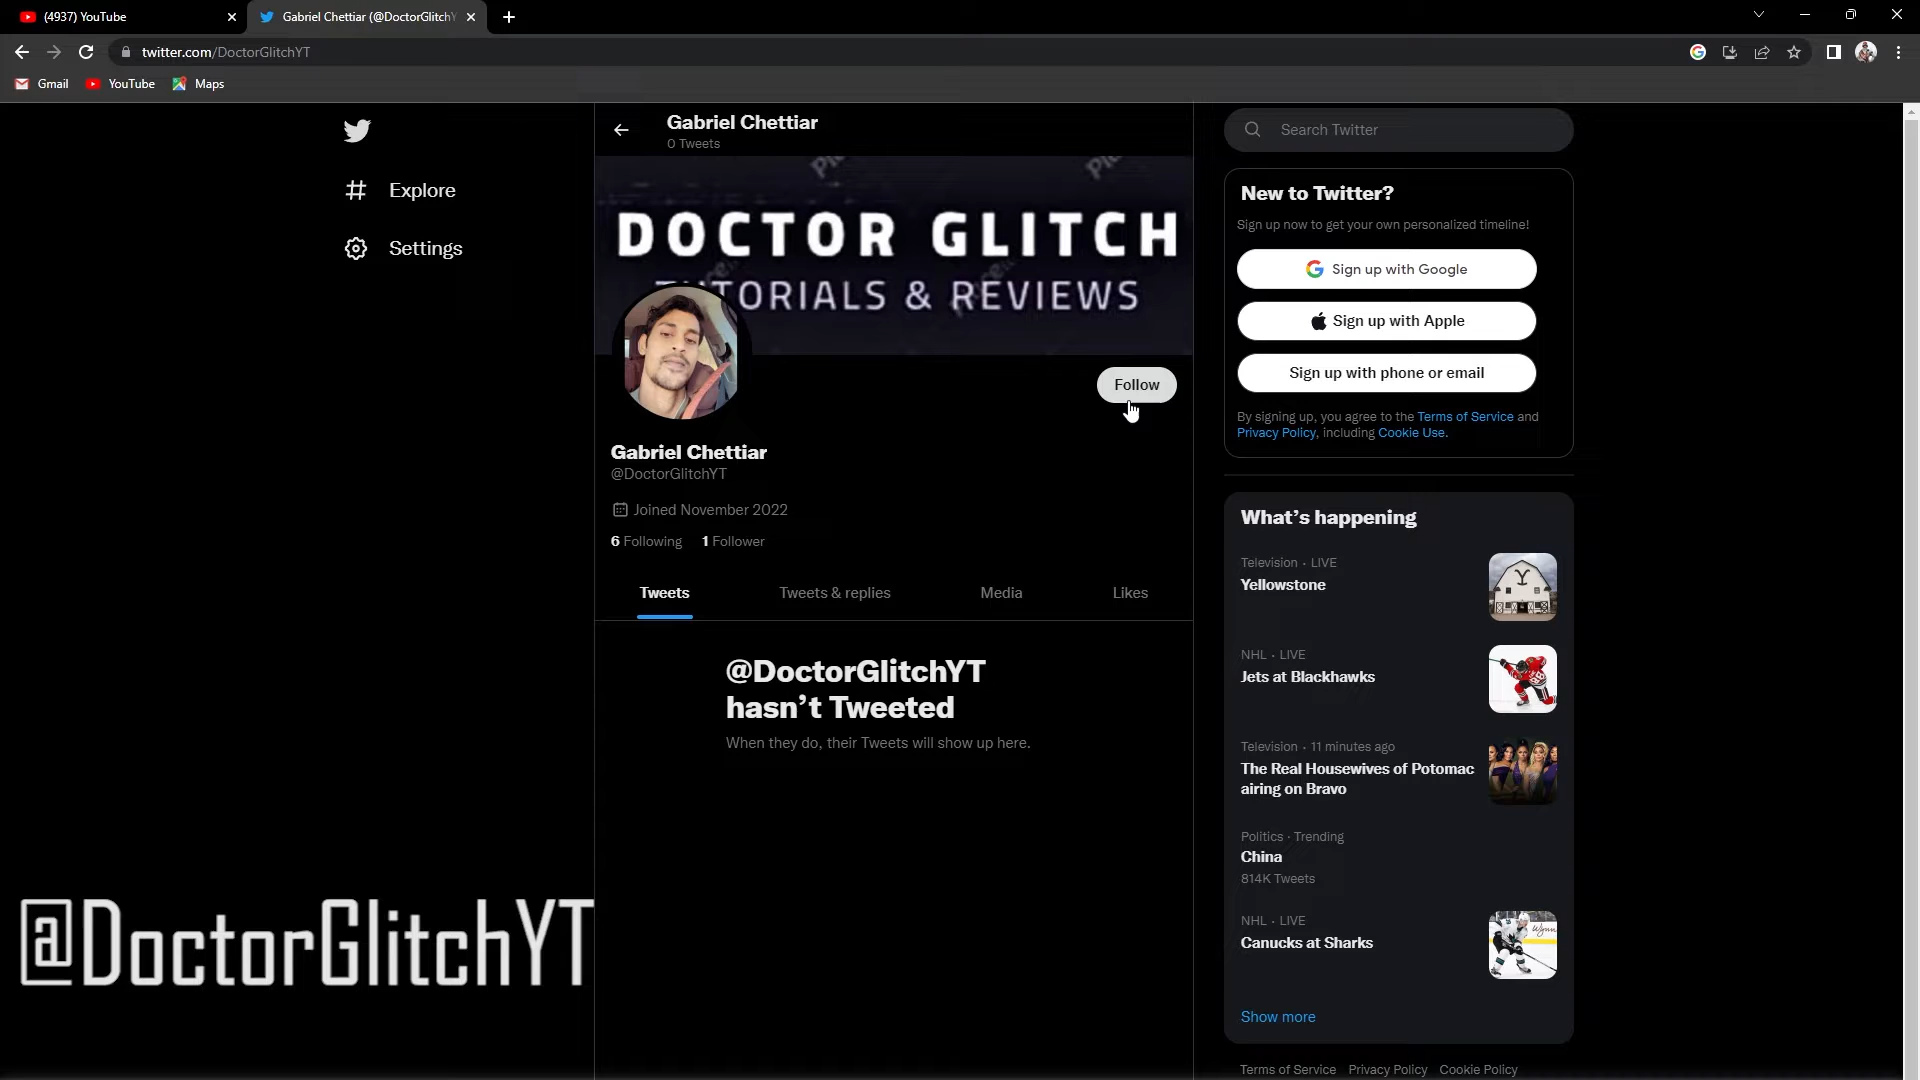 (4937) YouTube
Gabriel Chettiar (@DoctorGlitchY
twitter.com/DoctorGlitchYT
Gmail
YouTube
Maps
Explore
Settings
Gabriel Chettiar
0 Tweets
DOCTOR GLITCH
TUTORIALS & REVIEWS
Follow
Gabriel Chettiar
@DoctorGlitchYT
Joined November 2022
6 Following 1 Follower
Tweets
Tweets & replies
Media
Likes
@DoctorGlitchYT
hasn’t Tweeted
When they do, their Tweets will show up here.
@DoctorGlitchYT
Search Twitter
New to Twitter?
Sign up now to get your own personalized timeline!
Sign up with Google
Sign up with Apple
Sign up with phone or email
By signing up, you agree to the Terms of Service and
Privacy Policy, including Cookie Use.
What’s happening
Television · LIVE
Yellowstone
NHL · LIVE
Jets at Blackhawks
Television · 11 minutes ago
The Real Housewives of Potomac
airing on Bravo
Politics · Trending
China
814K Tweets
NHL · LIVE
Canucks at Sharks
Show more
Terms of Service Privacy Policy Cookie Policy